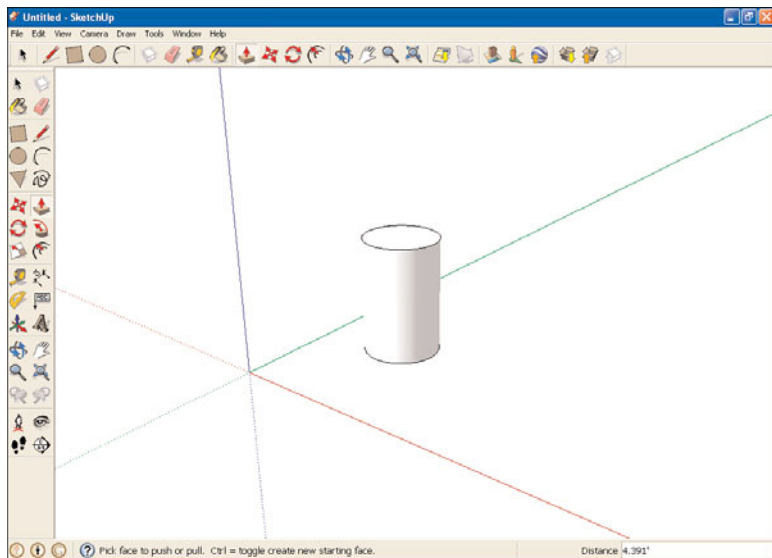 Untitled - SketchUp
File Edit View Camera Draw Tools Window Help
Pick face to push or pull. Ctrl = toggle create new starting face. Distance 4.391'